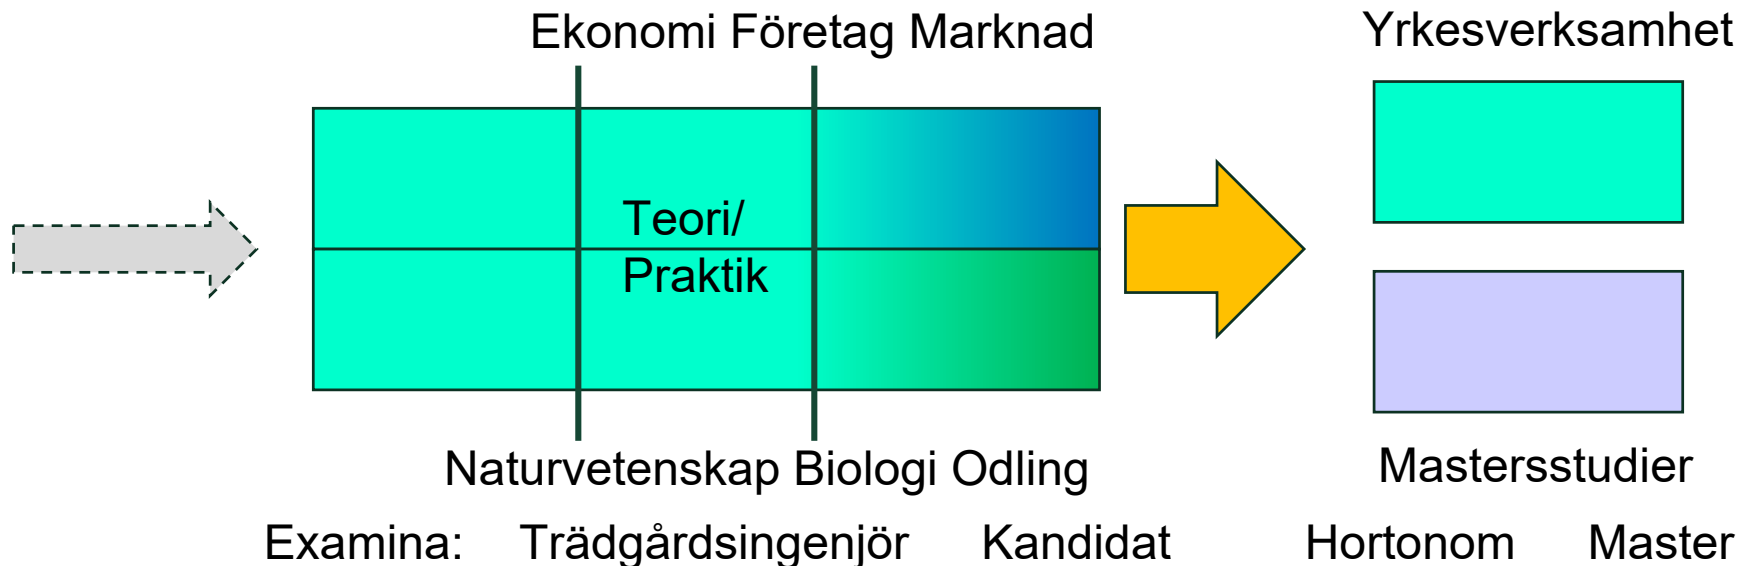 Ekonomi Företag Marknad
Yrkesverksamhet
Teori/
Praktik
Naturvetenskap Biologi Odling
Mastersstudier
Examina: Trädgårdsingenjör Kandidat Hortonom Master